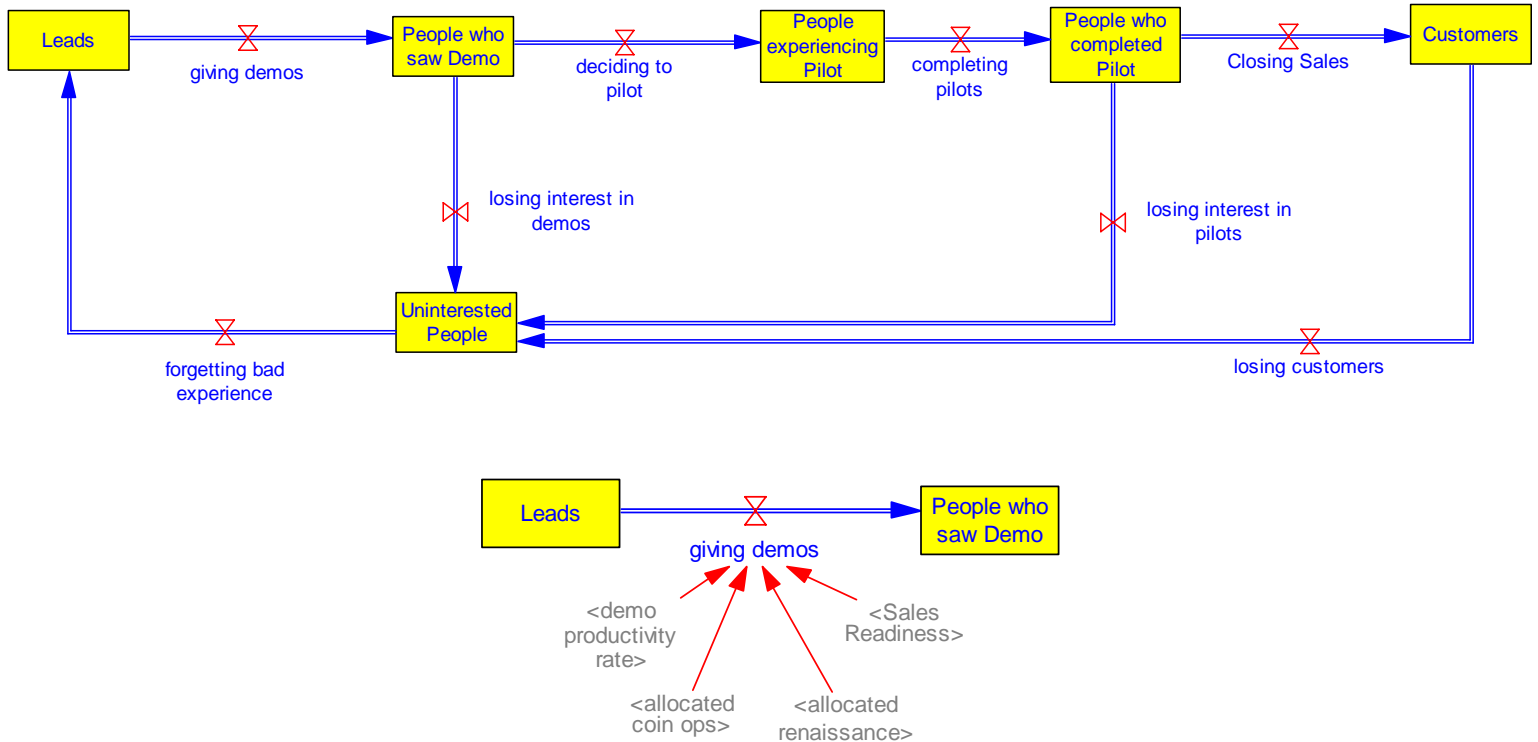 Leads
giving demos
People who
saw Demo
deciding to
pilot
People
experiencing
Pilot
completing
pilots
People who
completed
Pilot
Closing Sales
Customers
losing interest in
demos
losing interest in
pilots
Uninterested
People
forgetting bad
experience
losing customers
Leads
giving demos
People who
saw Demo
<demo
productivity
rate>
<allocated
coin ops>
<allocated
renaissance>
<Sales
Readiness>